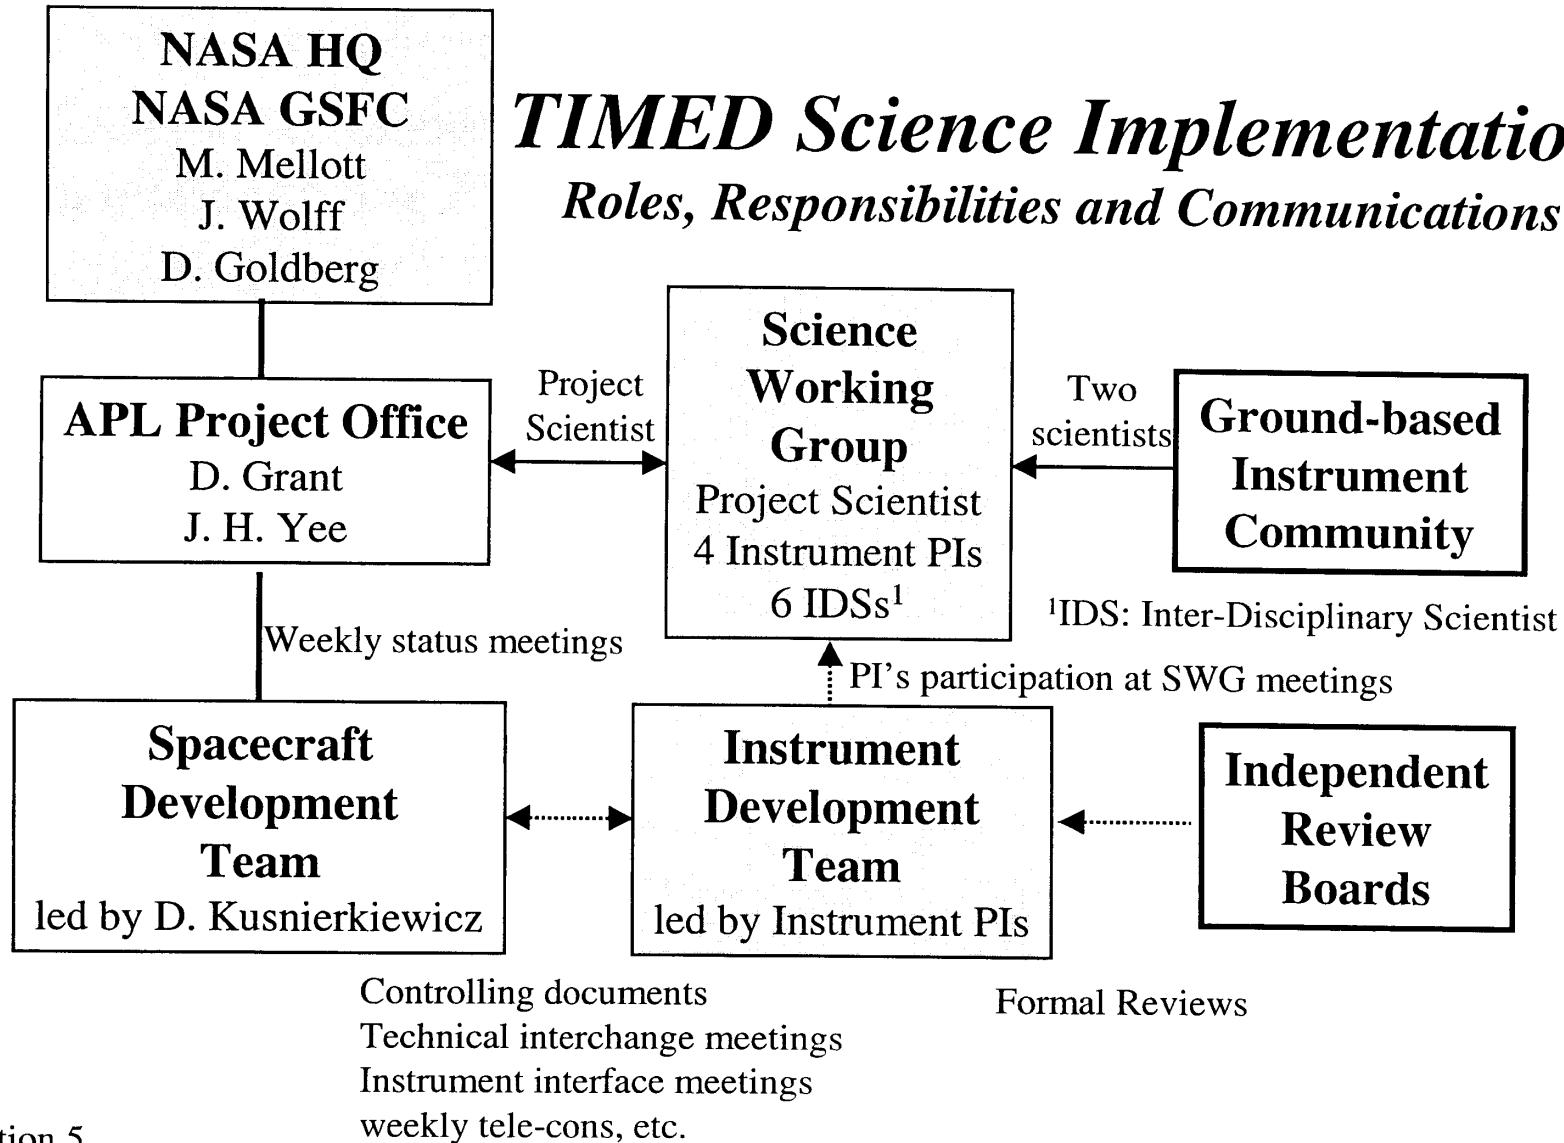 NASA HQ
NASA GSFC
M. Mellott
J. Wolff
D. Goldberg
TIMED Science Implementatio
Roles, Responsibilities and Communications
APL Project Office
D. Grant
J. H. Yee
Project
Scientist
Science
Working
Group
Project Scientist
4 Instrument PIs
6 IDSs¹
Two
scientists
Ground-based
Instrument
Community
¹IDS: Inter-Disciplinary Scientist
Weekly status meetings
PI's participation at SWG meetings
Spacecraft
Development
Team
led by D. Kusnierkiewicz
Instrument
Development
Team
led by Instrument PIs
Independent
Review
Boards
Controlling documents
Technical interchange meetings
Instrument interface meetings
weekly tele-cons, etc.
Formal Reviews
tion 5